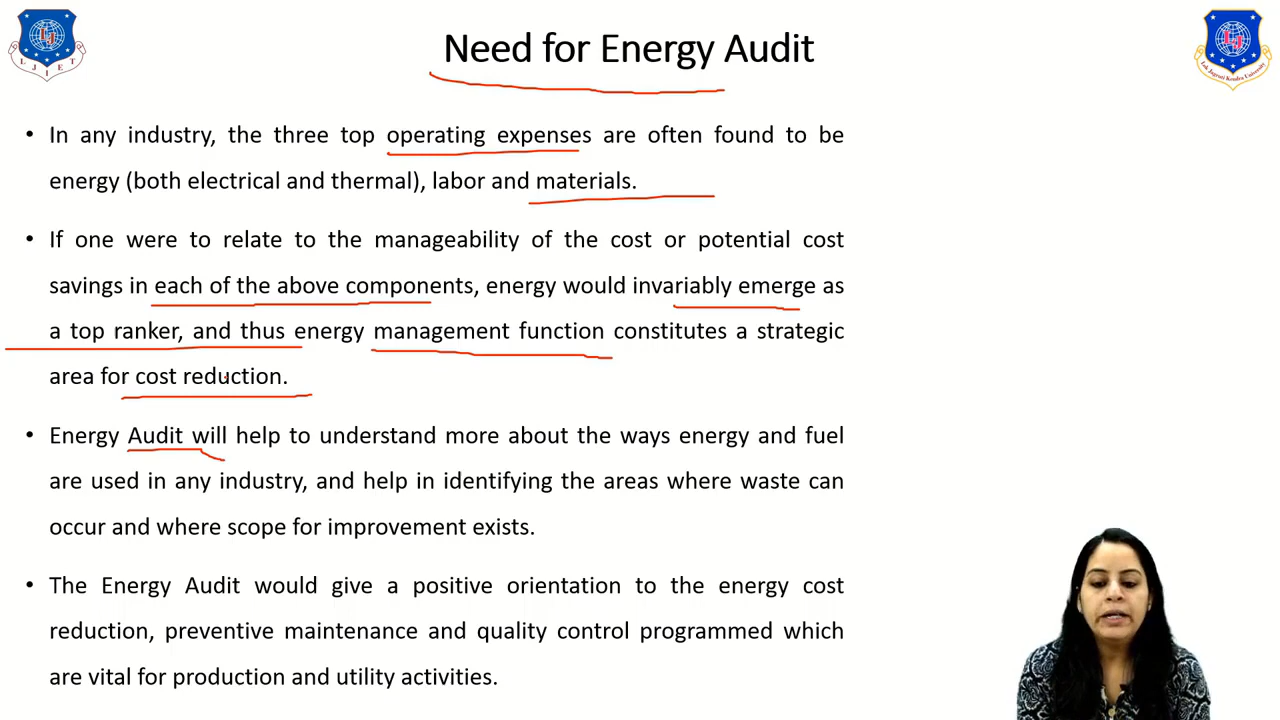 Need for Energy Audit
L J I E T
LJ
Lok Jagruti Kendra University
• In any industry, the three top operating expenses are often found to be
energy (both electrical and thermal), labor and materials.
• If one were to relate to the manageability of the cost or potential cost
savings in each of the above components, energy would invariably emerge as
a top ranker, and thus energy management function constitutes a strategic
area for cost reduction.
• Energy Audit will help to understand more about the ways energy and fuel
are used in any industry, and help in identifying the areas where waste can
occur and where scope for improvement exists.
• The Energy Audit would give a positive orientation to the energy cost
reduction, preventive maintenance and quality control programmed which
are vital for production and utility activities.